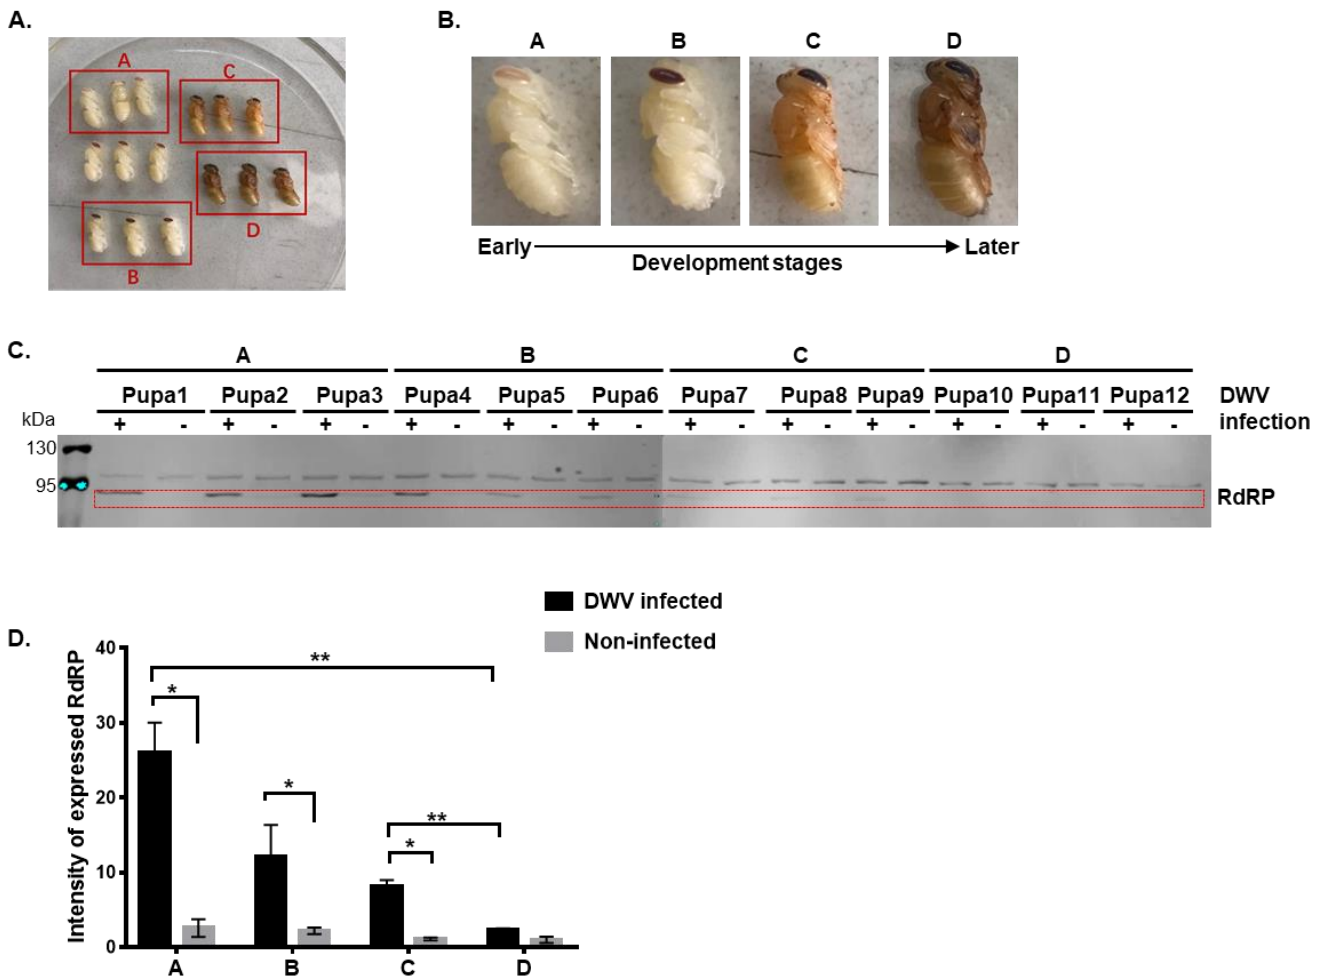 A.
A
C
D
B
B.
A B C D
Early Later
Development stages
C.
A B C D
Pupa1 Pupa2 Pupa3 Pupa4 Pupa5 Pupa6 Pupa7 Pupa8 Pupa9 Pupa10 Pupa11 Pupa12 DWV
kDa + - + - + - + - + - + - + - + - + - + - + - + - infection
130
95
RdRP
DWV infected
Non-infected
D.
Intensity of expressed RdRP
40
30
20
10
0
**
*
*
**
*
A B C D